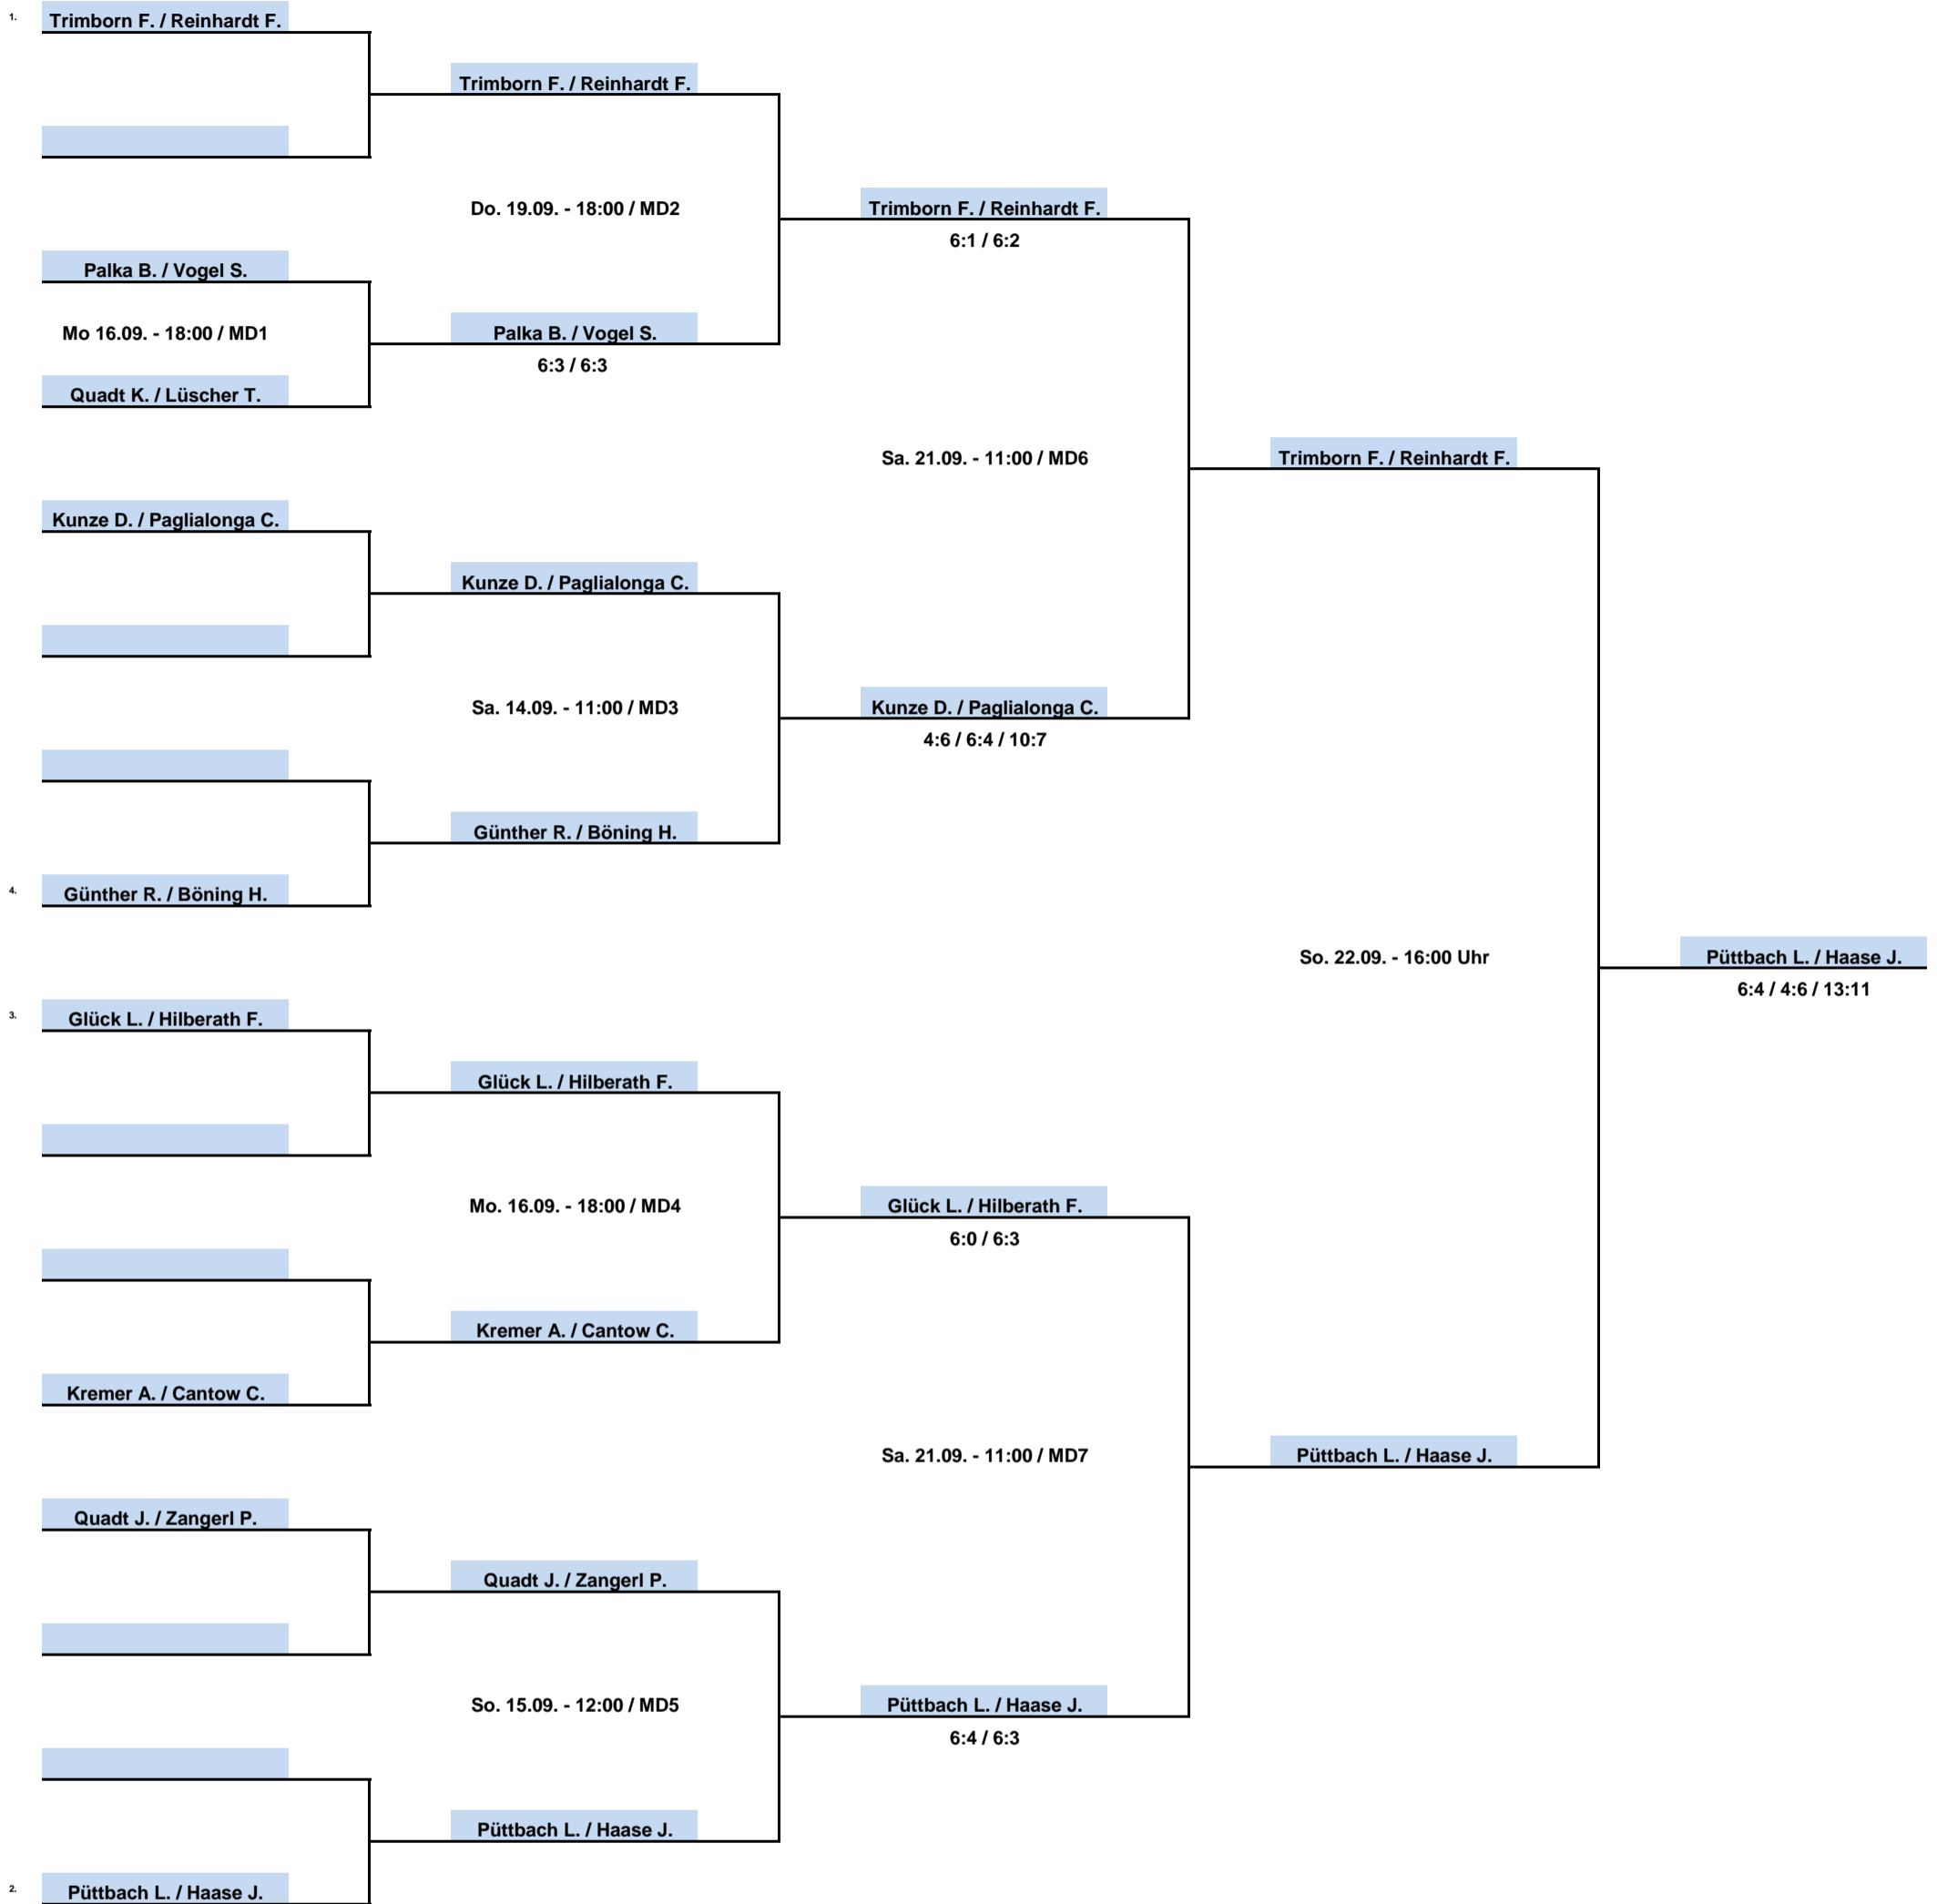 1.
Trimborn F. / Reinhardt F.
Trimborn F. / Reinhardt F.
Do. 19.09. - 18:00 / MD2
Trimborn F. / Reinhardt F.
6:1 / 6:2
Palka B. / Vogel S.
Mo 16.09. - 18:00 / MD1
Palka B. / Vogel S.
6:3 / 6:3
Quadt K. / Lüscher T.
Sa. 21.09. - 11:00 / MD6
Trimborn F. / Reinhardt F.
Kunze D. / Paglialonga C.
Kunze D. / Paglialonga C.
Sa. 14.09. - 11:00 / MD3
Kunze D. / Paglialonga C.
4:6 / 6:4 / 10:7
Günther R. / Böning H.
4.
Günther R. / Böning H.
So. 22.09. - 16:00 Uhr
Püttbach L. / Haase J.
6:4 / 4:6 / 13:11
3.
Glück L. / Hilberath F.
Glück L. / Hilberath F.
Mo. 16.09. - 18:00 / MD4
Glück L. / Hilberath F.
6:0 / 6:3
Kremer A. / Cantow C.
Kremer A. / Cantow C.
Sa. 21.09. - 11:00 / MD7
Püttbach L. / Haase J.
Quadt J. / Zangerl P.
Quadt J. / Zangerl P.
So. 15.09. - 12:00 / MD5
Püttbach L. / Haase J.
6:4 / 6:3
Püttbach L. / Haase J.
2.
Püttbach L. / Haase J.